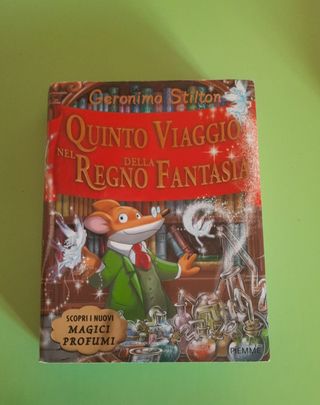 Geronimo Stilton
QUINTO VIAGGIO
NEL DELLA
REGNO FANTASIA
SCOPRI I NUOVI
MAGICI
PROFUMI
PIEMME